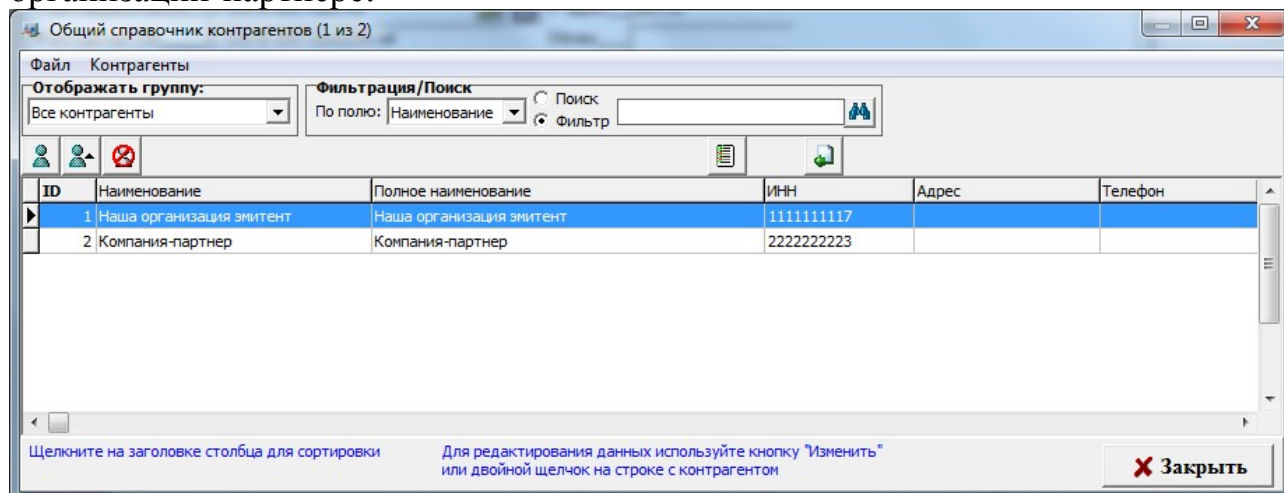 организации партнере.
Общий справочник контрагентов (1 из 2)
Файл Контрагенты
Отображать группу:
Фильтрация/Поиск
Все контрагенты
По полю: Наименование
Поиск
Фильтр
ID Наименование Полное наименование ИНН Адрес Телефон
1 Наша организация эмитент Наша организация эмитент 1111111117
2 Компания-партнер Компания-партнер 2222222223
Щелкните на заголовке столбца для сортировки
Для редактирования данных используйте кнопку "Изменить"
или двойной щелчок на строке с контрагентом
Закрыть